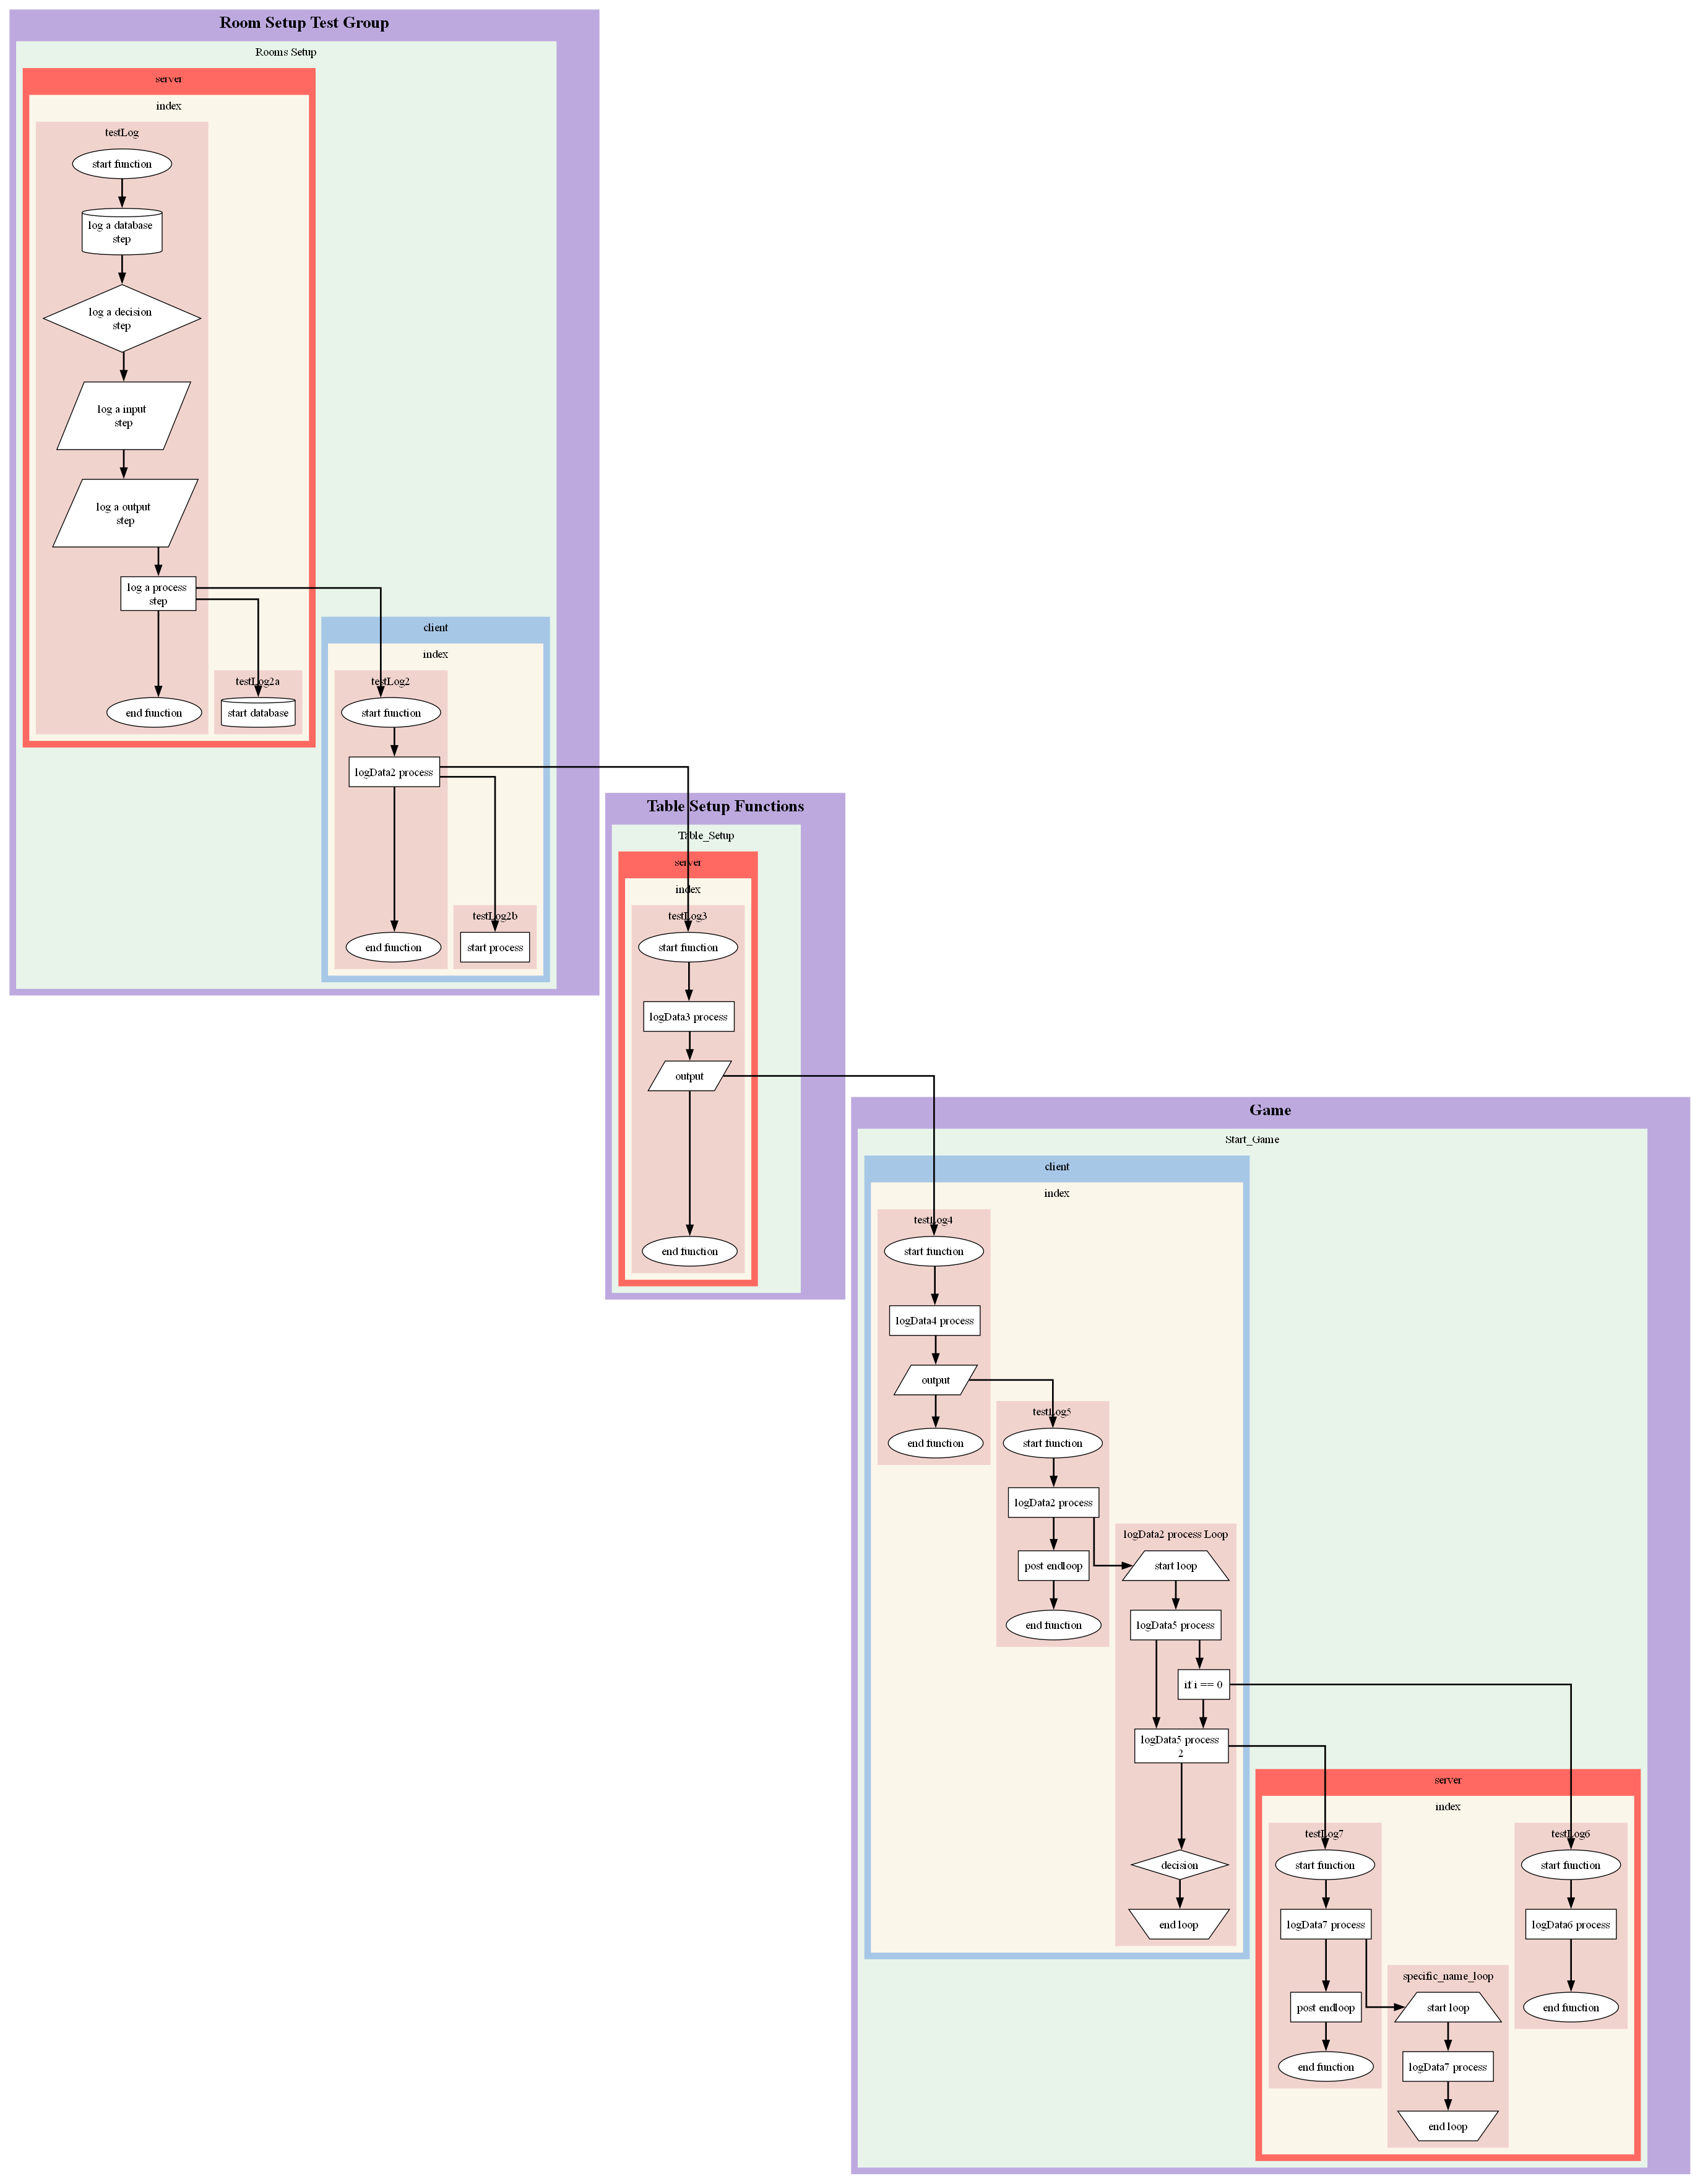 Room Setup Test Group
Rooms Setup
server
index
testLog
start function
log a database
step
log a decision
step
log a input
step
log a output
step
log a process
step
end function
testLog2a
start database
client
index
testLog2
start function
logData2 process
end function
testLog2b
start process
Table Setup Functions
Table_Setup
server
index
testLog3
start function
logData3 process
output
end function
Game
Start_Game
client
index
testLog4
start function
logData4 process
output
end function
testLog5
start function
logData2 process
post endloop
end function
logData2 process Loop
start loop
logData5 process
if i == 0
logData5 process
2
decision
end loop
server
index
testLog7
start function
logData7 process
post endloop
end function
specific_name_loop
start loop
logData7 process
end loop
testLog6
start function
logData6 process
end function